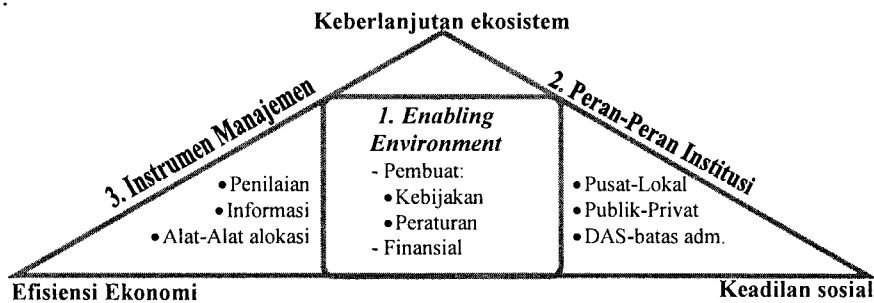 Keberlanjutan ekosistem
3. Instrumen Manajemen
2. Peran-Peran Institusi
1. Enabling
Environment
- Pembuat:
• Kebijakan
• Peraturan
- Finansial
• Penilaian
• Informasi
• Alat-Alat alokasi
• Pusat-Lokal
• Publik-Privat
• DAS-batas adm.
Efisiensi Ekonomi
Keadilan sosial